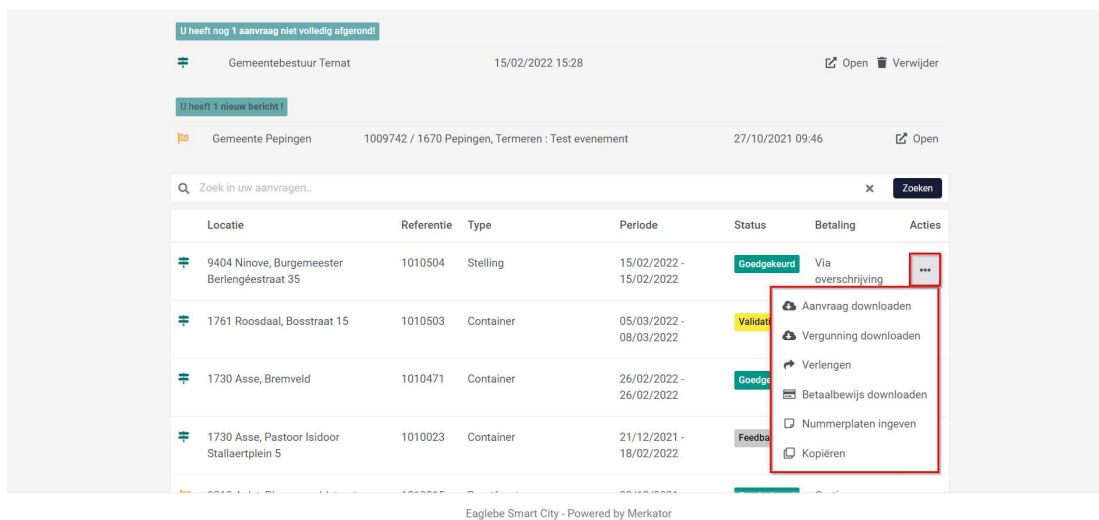 U heeft nog 1 aanvraag niet volledig afgerond!
Gemeentebestuur Ternat 15/02/2022 15:28 Open Verwijder
U heeft 1 nieuw bericht !
Gemeente Pepingen 1009742 / 1670 Pepingen, Termeren : Test evenement 27/10/2021 09:46 Open
Zoek in uw aanvragen.. Zoeken
Locatie Referentie Type Periode Status Betaling Acties
9404 Ninove, Burgemeester 1010504 Stelling 15/02/2022 - Goedgekeurd Via
Berlengéestraat 35 15/02/2022 overschrijving
Aanvraag downloaden
1761 Roosdaal, Bosstraat 15 1010503 Container 05/03/2022 - Validati
08/03/2022 Vergunning downloaden
Verlengen
1730 Asse, Bremveld 1010471 Container 26/02/2022 - Goedge
26/02/2022 Betaalbewijs downloaden
Nummerplaten ingeven
1730 Asse, Pastoor Isidoor 1010023 Container 21/12/2021 - Feedba
Stallaertplein 5 18/02/2022 Kopiëren
Eaglebe Smart City - Powered by Merkator